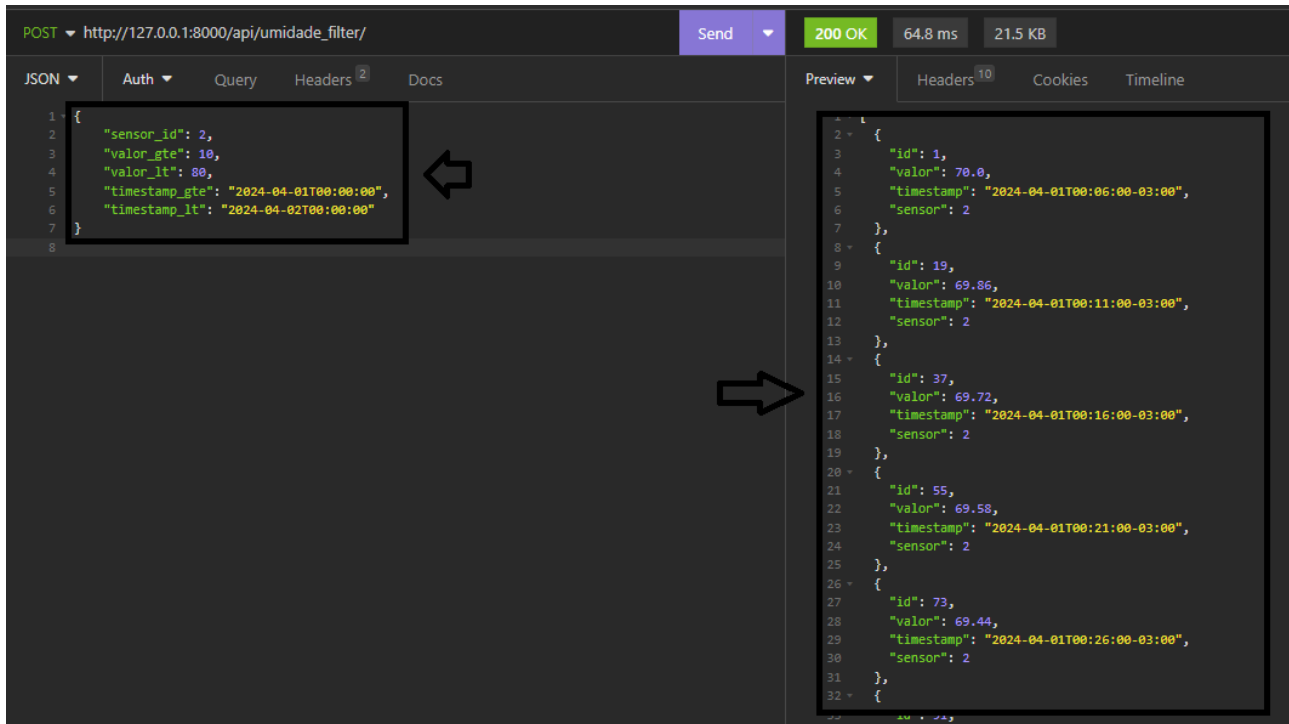 POST http://127.0.0.1:8000/api/umidade_filter/ Send 200 OK 64.8 ms 21.5 KB
JSON Auth Query Headers 2 Docs Preview Headers 10 Cookies Timeline
1 {
2 "sensor_id": 2,
3 "valor_gte": 10,
4 "valor_lt": 80,
5 "timestamp_gte": "2024-04-01T00:00:00",
6 "timestamp_lt": "2024-04-02T00:00:00"
7 }
8
1 [
2 {
3 "id": 1,
4 "valor": 70.0,
5 "timestamp": "2024-04-01T00:06:00-03:00",
6 "sensor": 2
7 },
8 {
9 "id": 19,
10 "valor": 69.86,
11 "timestamp": "2024-04-01T00:11:00-03:00",
12 "sensor": 2
13 },
14 {
15 "id": 37,
16 "valor": 69.72,
17 "timestamp": "2024-04-01T00:16:00-03:00",
18 "sensor": 2
19 },
20 {
21 "id": 55,
22 "valor": 69.58,
23 "timestamp": "2024-04-01T00:21:00-03:00",
24 "sensor": 2
25 },
26 {
27 "id": 73,
28 "valor": 69.44,
29 "timestamp": "2024-04-01T00:26:00-03:00",
30 "sensor": 2
31 },
32 {